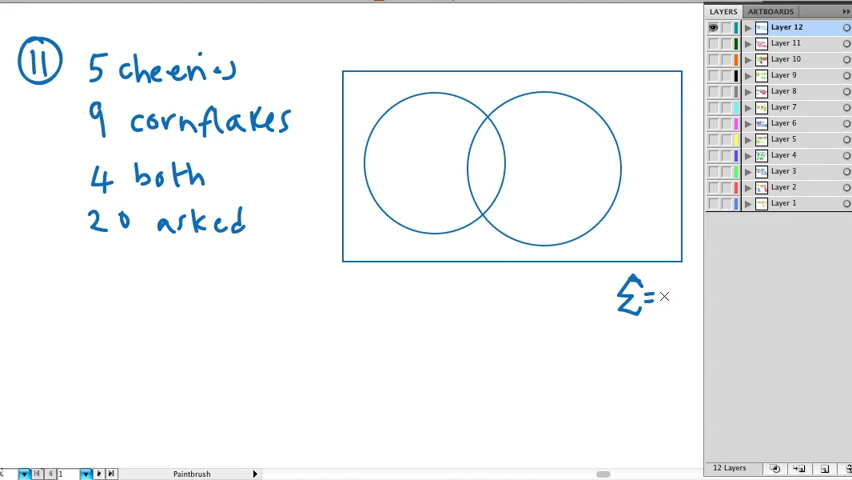 11
5 cheerios
9 cornflakes
4 both
20 asked
Σ=
LAYERS ARTBOARDS
Layer 12
Layer 11
Layer 10
Layer 9
Layer 8
Layer 7
Layer 6
Layer 5
Layer 4
Layer 3
Layer 2
Layer 1
% 1 Paintbrush
12 Layers